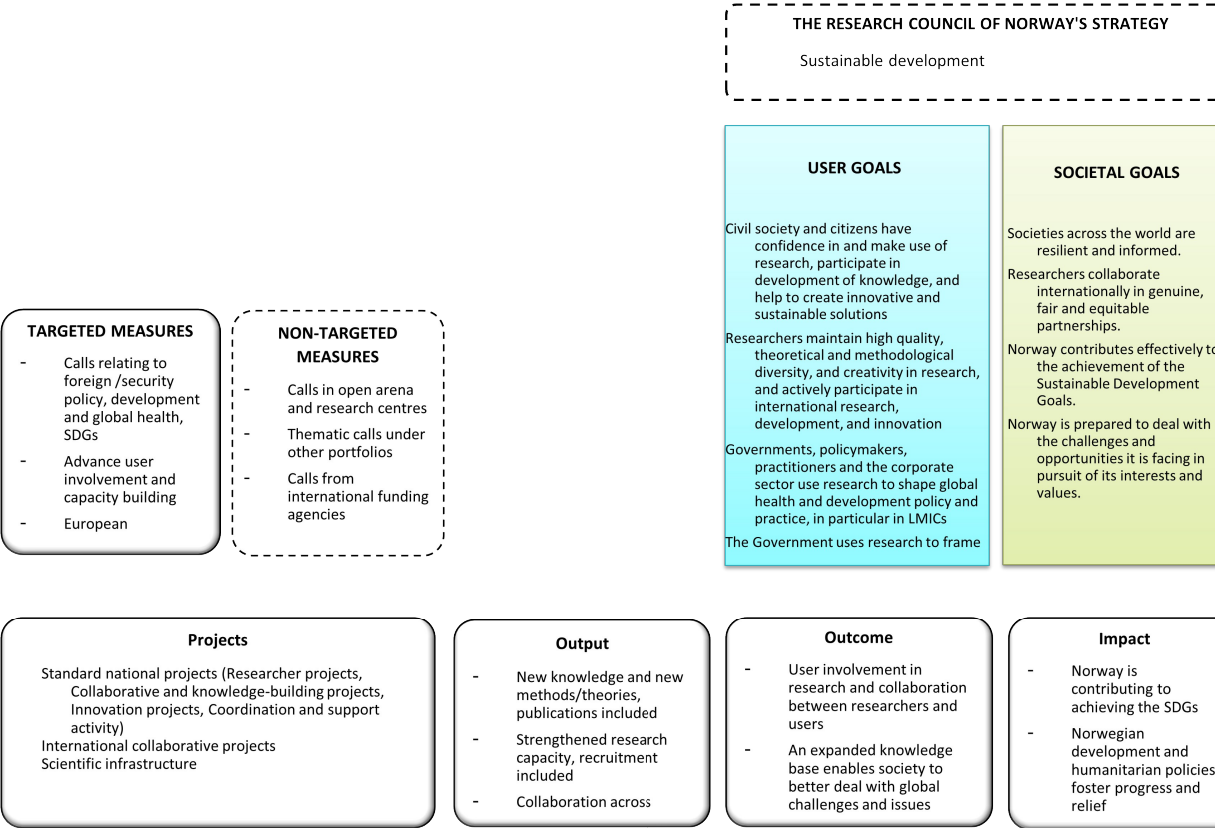 THE RESEARCH COUNCIL OF NORWAY'S STRATEGY
Sustainable development
USER GOALS
Civil society and citizens have
confidence in and make use of
research, participate in
development of knowledge, and
help to create innovative and
sustainable solutions
Researchers maintain high quality,
theoretical and methodological
diversity, and creativity in research,
and actively participate in
international research,
development, and innovation
Governments, policymakers,
practitioners and the corporate
sector use research to shape global
health and development policy and
practice, in particular in LMICs
The Government uses research to frame
SOCIETAL GOALS
Societies across the world are
resilient and informed.
Researchers collaborate
internationally in genuine,
fair and equitable
partnerships.
Norway contributes effectively to
the achievement of the
Sustainable Development
Goals.
Norway is prepared to deal with
the challenges and
opportunities it is facing in
pursuit of its interests and
values.
TARGETED MEASURES
- Calls relating to
foreign /security
policy, development
and global health,
SDGs
- Advance user
involvement and
capacity building
- European
NON-TARGETED
MEASURES
- Calls in open arena
and research centres
- Thematic calls under
other portfolios
- Calls from
international funding
agencies
Projects
Standard national projects (Researcher projects,
Collaborative and knowledge-building projects,
Innovation projects, Coordination and support
activity)
International collaborative projects
Scientific infrastructure
Output
- New knowledge and new
methods/theories,
publications included
- Strengthened research
capacity, recruitment
included
- Collaboration across
Outcome
- User involvement in
research and collaboration
between researchers and
users
- An expanded knowledge
base enables society to
better deal with global
challenges and issues
Impact
- Norway is
contributing to
achieving the SDGs
- Norwegian
development and
humanitarian policies
foster progress and
relief